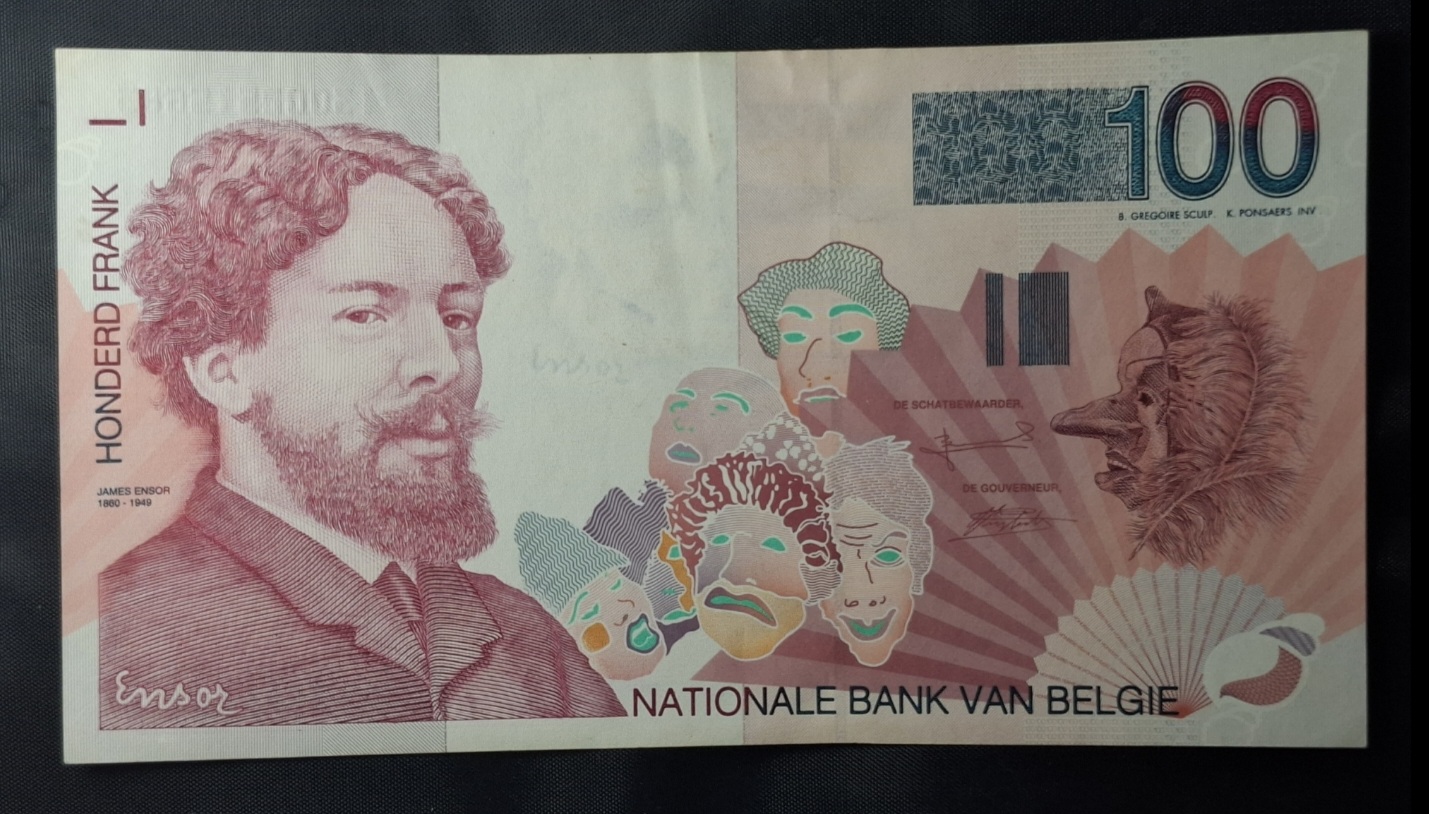 100
B. GREGOIRE SCULP. K. PONSAERS INV
HONDERD FRANK
JAMES ENSOR
1860 - 1949
DE SCHATBEWAARDER,
DE GOUVERNEUR,
Ensor
NATIONALE BANK VAN BELGIE